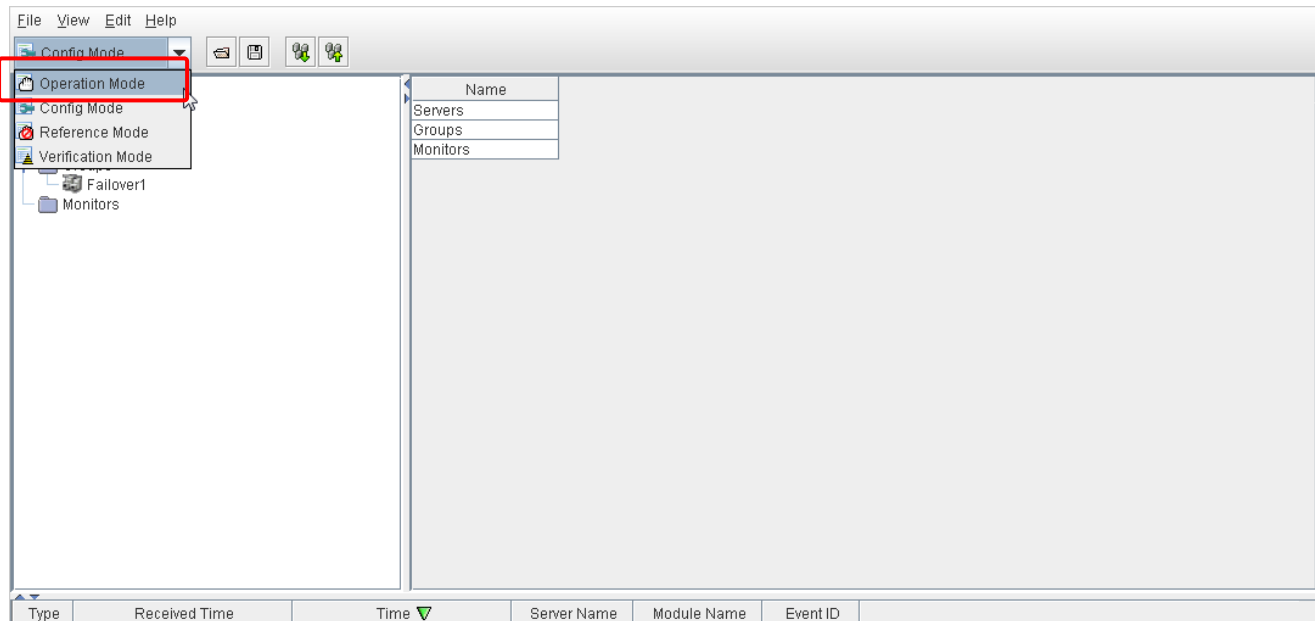 File View Edit Help
Config Mode
Operation Mode
Config Mode
Reference Mode
Verification Mode
Failover1
Monitors
Name
Servers
Groups
Monitors
Type Received Time Time Server Name Module Name Event ID